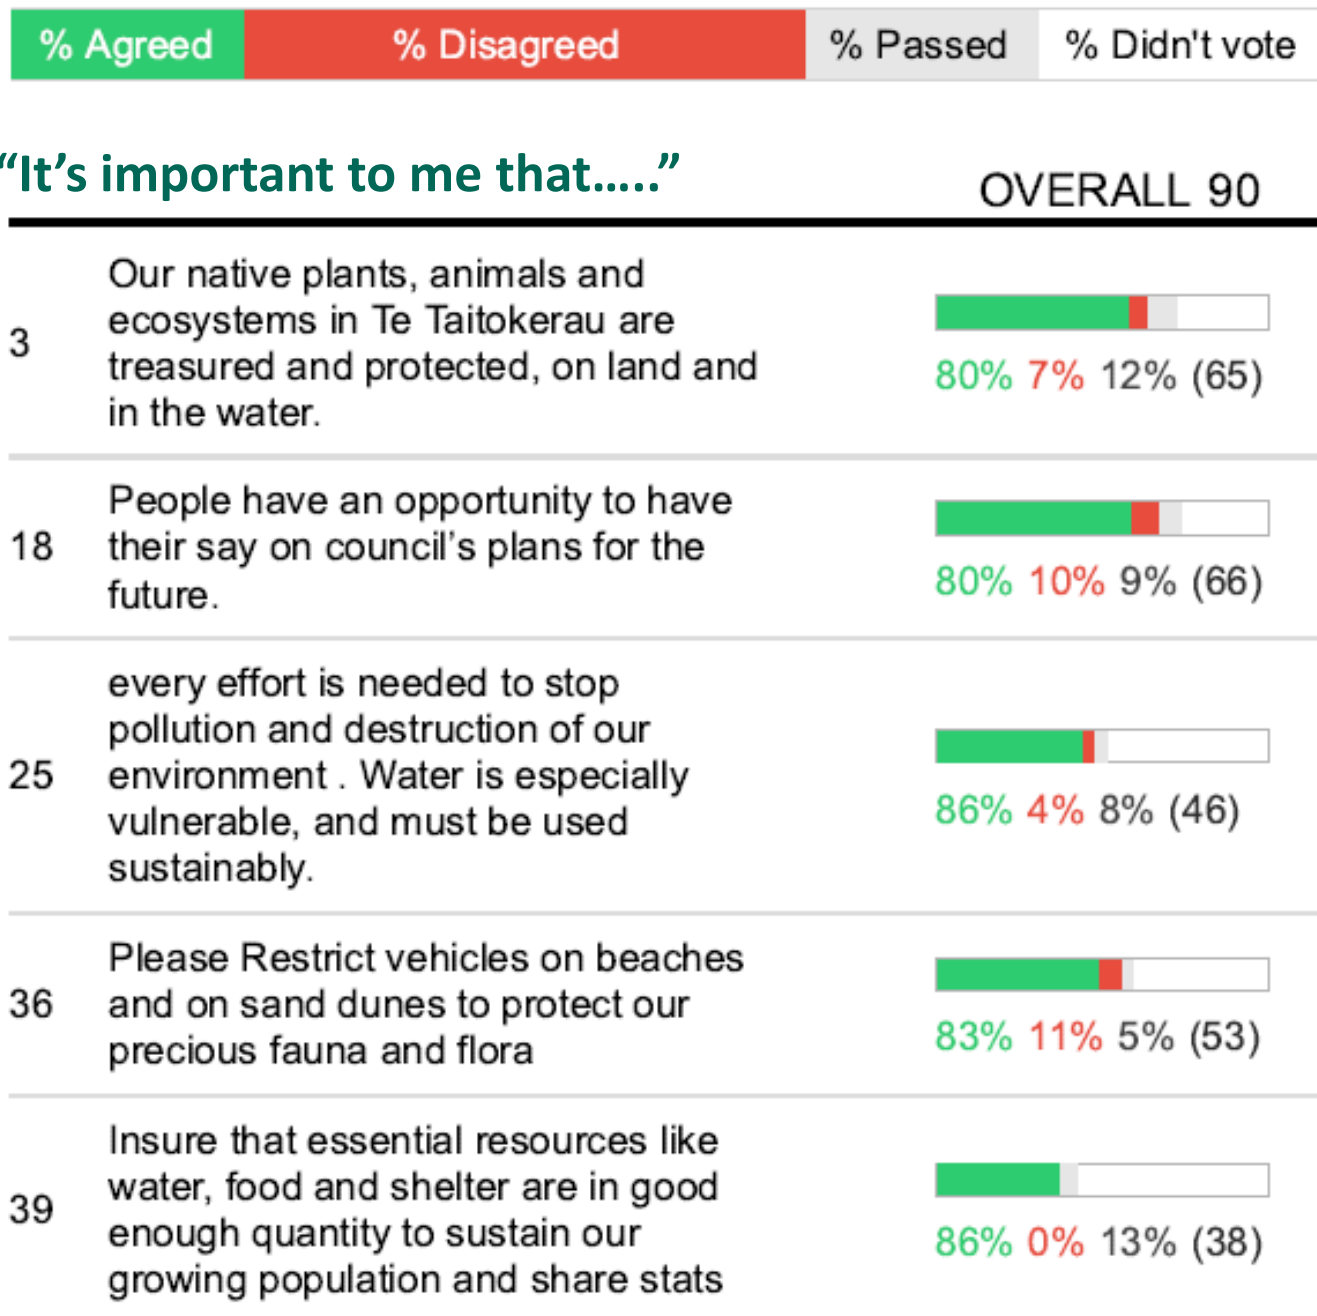 % Agreed % Disagreed % Passed % Didn't vote
“It’s important to me that…..”
OVERALL 90
3
Our native plants, animals and
ecosystems in Te Taitokerau are
treasured and protected, on land and
in the water.
80% 7% 12% (65)
18
People have an opportunity to have
their say on council’s plans for the
future.
80% 10% 9% (66)
25
every effort is needed to stop
pollution and destruction of our
environment . Water is especially
vulnerable, and must be used
sustainably.
86% 4% 8% (46)
36
Please Restrict vehicles on beaches
and on sand dunes to protect our
precious fauna and flora
83% 11% 5% (53)
39
Insure that essential resources like
water, food and shelter are in good
enough quantity to sustain our
growing population and share stats
86% 0% 13% (38)